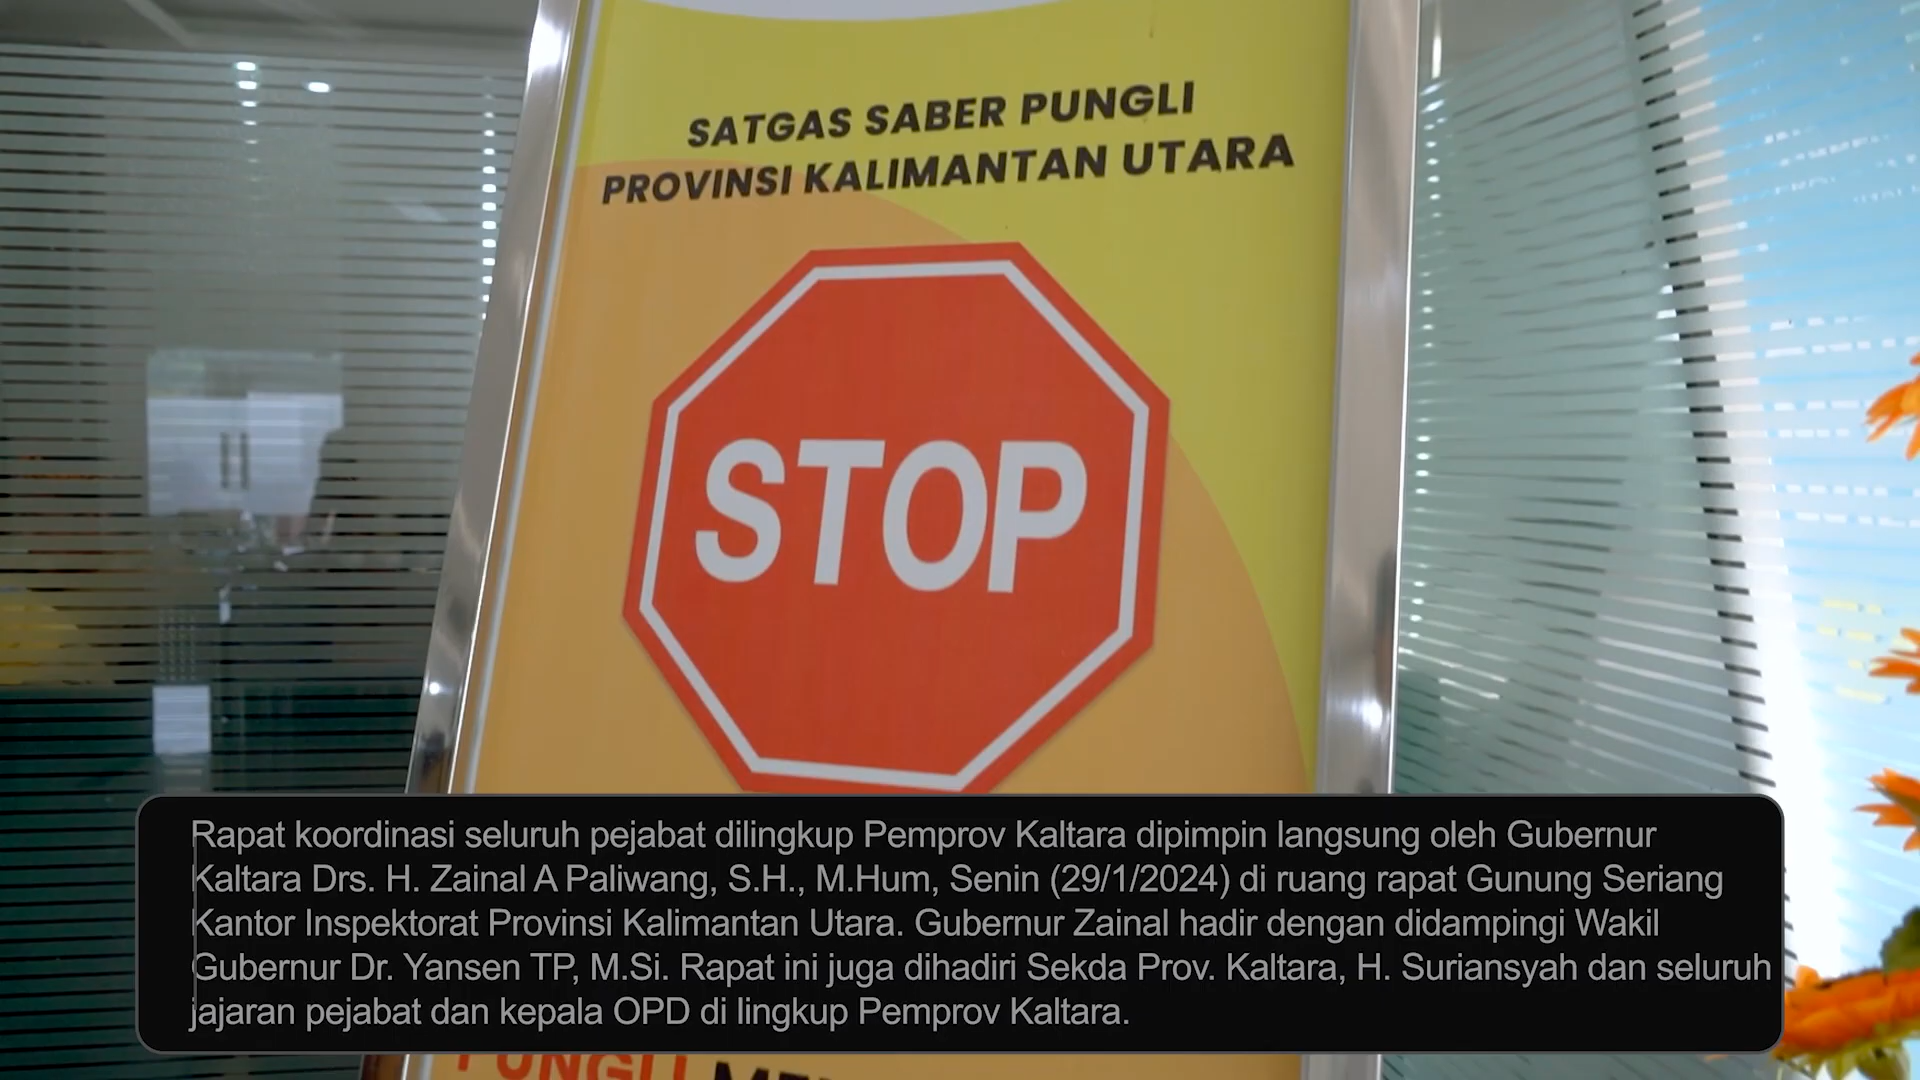 SATGAS SABER PUNGLI
PROVINSI KALIMANTAN UTARA
STOP
Rapat koordinasi seluruh pejabat dilingkup Pemprov Kaltara dipimpin langsung oleh Gubernur
Kaltara Drs. H. Zainal A Paliwang, S.H., M.Hum, Senin (29/1/2024) di ruang rapat Gunung Seriang
Kantor Inspektorat Provinsi Kalimantan Utara. Gubernur Zainal hadir dengan didampingi Wakil
Gubernur Dr. Yansen TP, M.Si. Rapat ini juga dihadiri Sekda Prov. Kaltara, H. Suriansyah dan seluruh
jajaran pejabat dan kepala OPD di lingkup Pemprov Kaltara.
PUNGLI